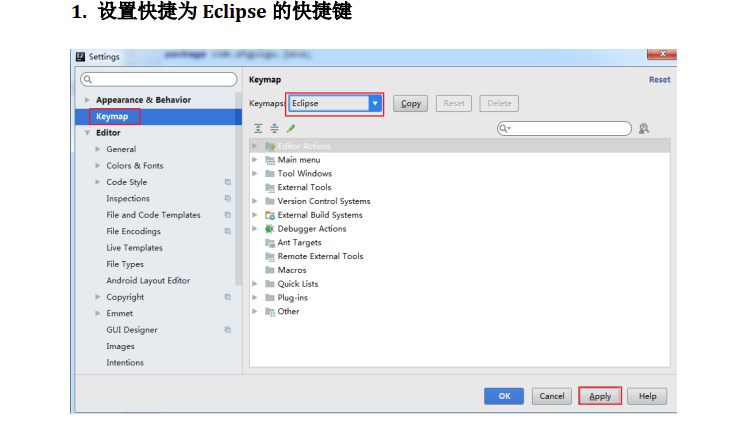 1. 设置快捷为 Eclipse 的快捷键
Settings
Keymap
Reset
Appearance & Behavior
Keymap
Editor
General
Colors & Fonts
Code Style
Inspections
File and Code Templates
File Encodings
Live Templates
File Types
Android Layout Editor
Copyright
Emmet
GUI Designer
Images
Intentions
Keymaps: Eclipse Copy Reset Delete
Editor Actions
Main menu
Tool Windows
External Tools
Version Control Systems
External Build Systems
Debugger Actions
Ant Targets
Remote External Tools
Macros
Quick Lists
Plug-ins
Other
OK Cancel Apply Help